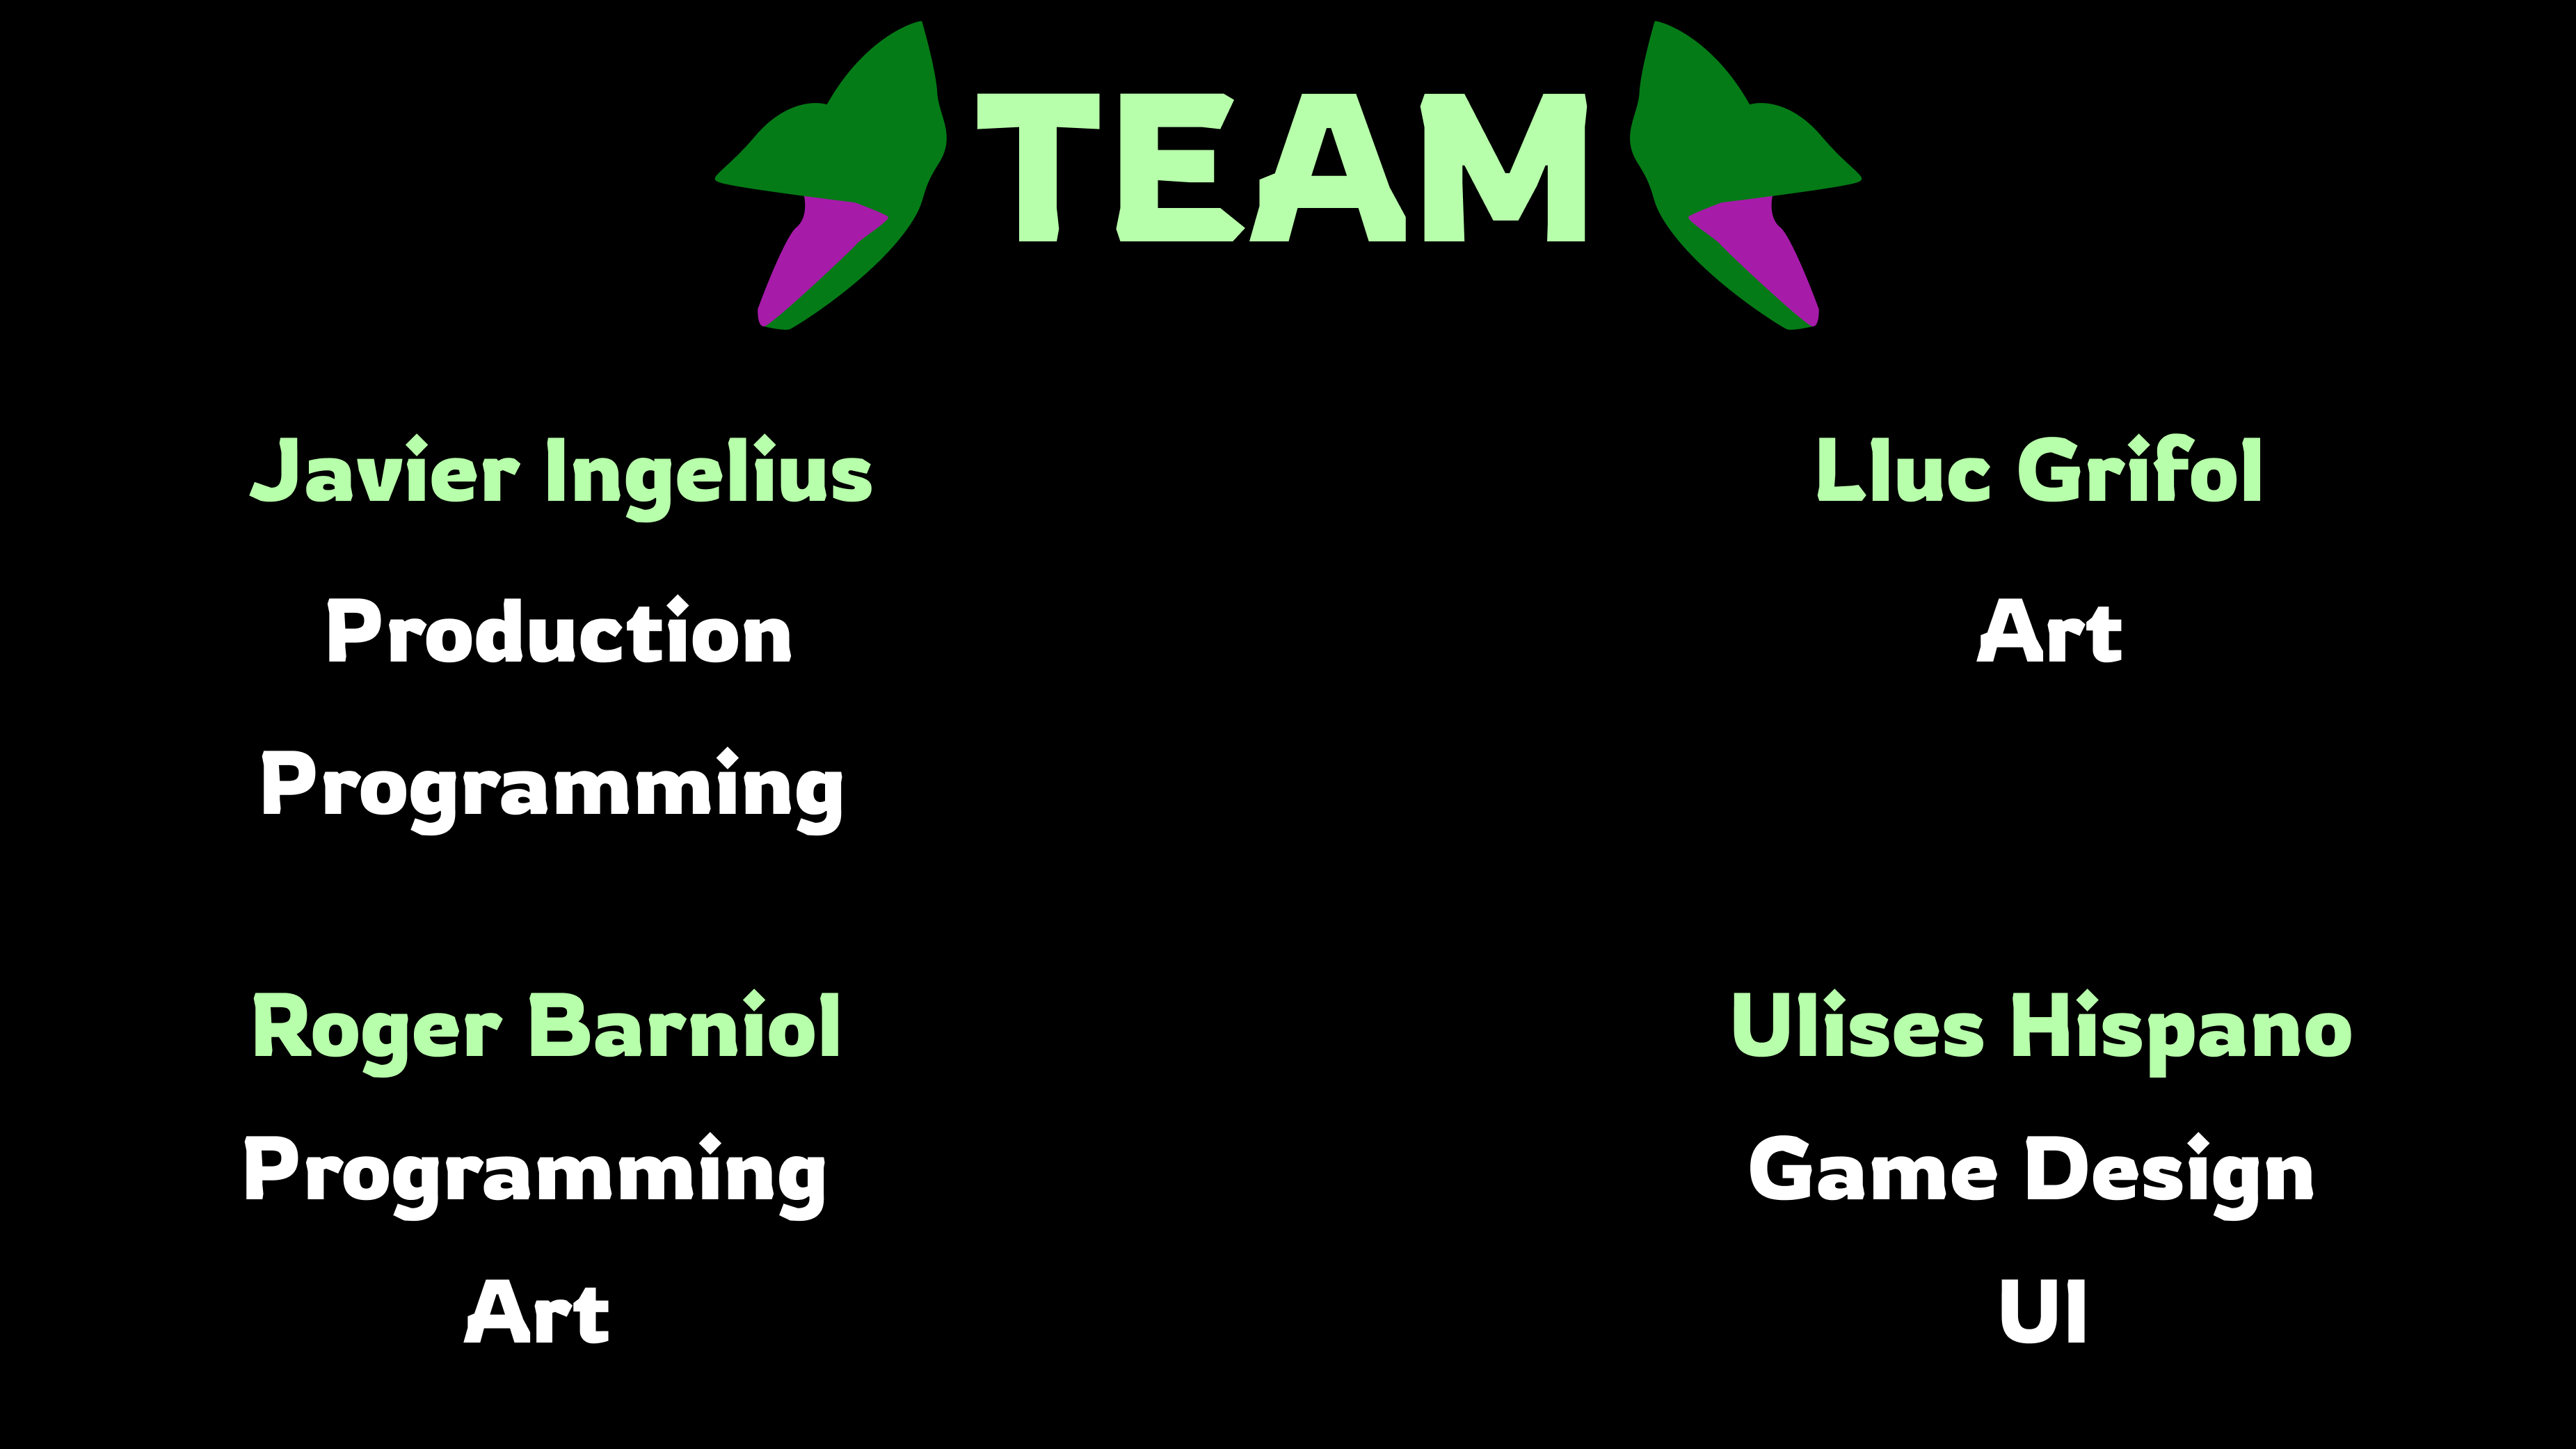 TEAM
Javier Ingelius
Production
Programming
Lluc Grifol
Art
Roger Barniol
Programming
Art
Ulises Hispano
Game Design
UI